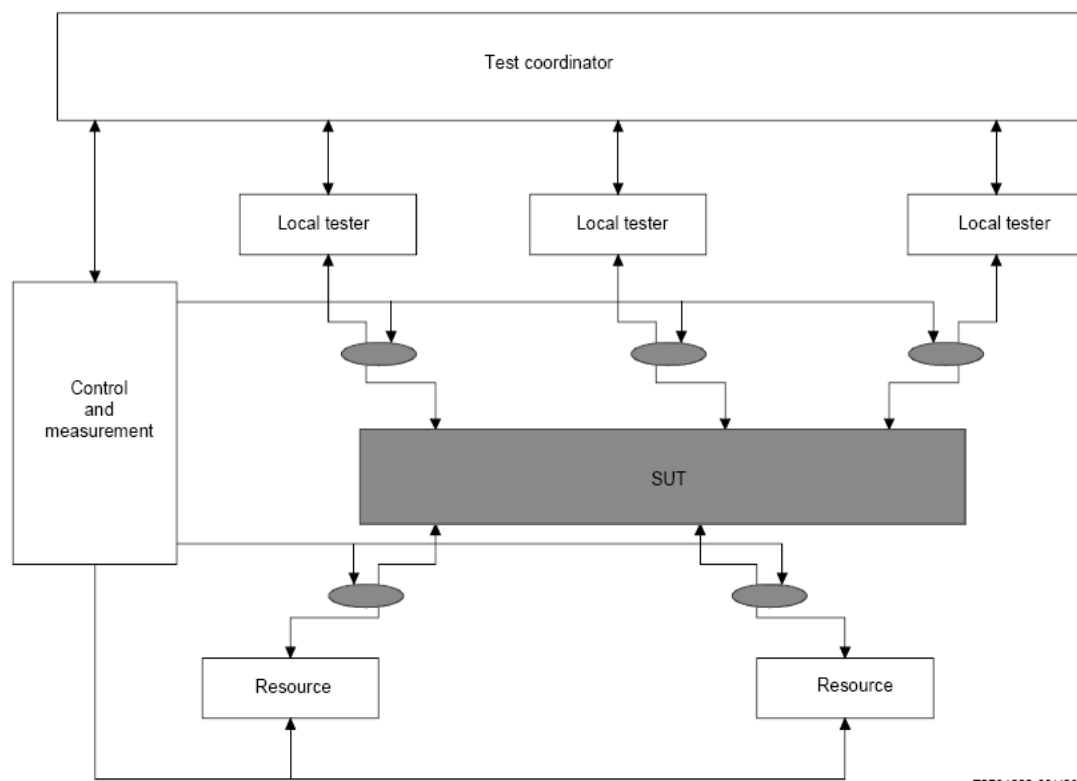 Test coordinator
Local tester
Local tester
Local tester
Control
and
measurement
SUT
Resource
Resource